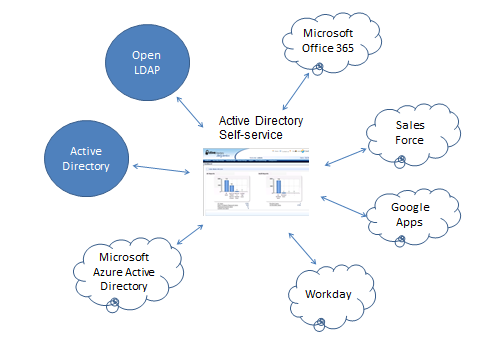 Open
LDAP
Microsoft
Office 365
Active Directory
Self-service
Sales
Force
Active
Directory
Google
Apps
Microsoft
Azure Active
Directory
Workday